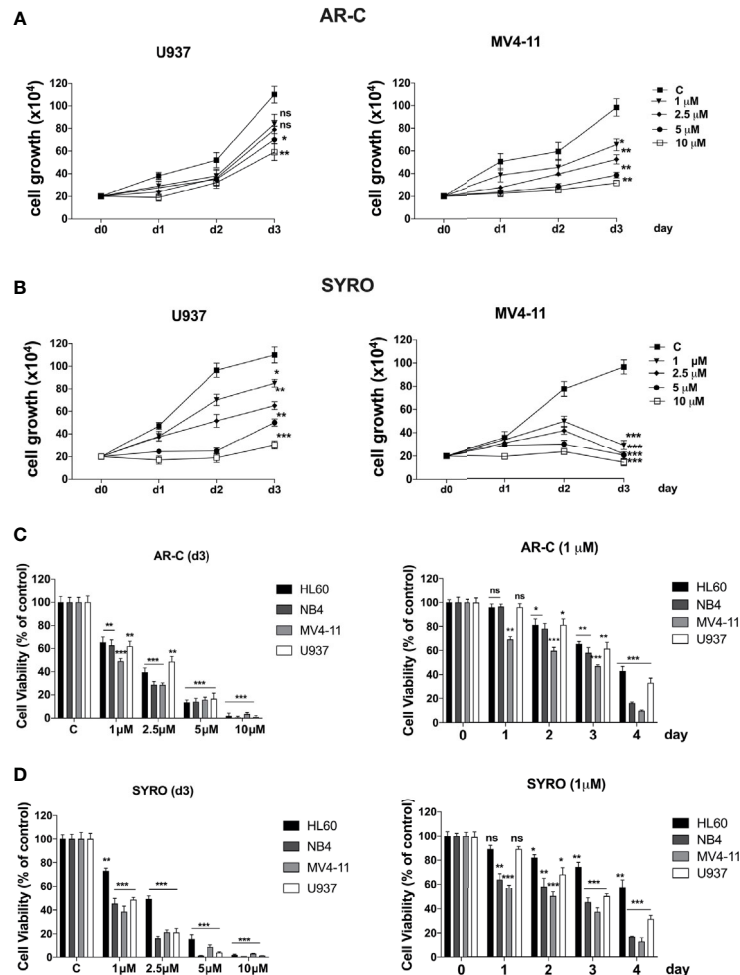 A
AR-C
U937
MV4-11
cell growth (x10⁴)
120
100
80
60
40
20
0
ns
ns
*
**
d0 d1 d2 d3
cell growth (x10⁴)
120
100
80
60
40
20
0
*
**
**
**
d0 d1 d2 d3 day
C
1 μM
2.5 μM
5 μM
10 μM
B
SYRO
U937
MV4-11
cell growth (x10⁴)
120
100
80
60
40
20
0
*
**
**
***
d0 d1 d2 d3
cell growth (x10⁴)
120
100
80
60
40
20
0
***
***
***
***
d0 d1 d2 d3 day
C
1 μM
2.5 μM
5 μM
10 μM
C
AR-C (d3)
Cell Viability (% of control)
120
100
80
60
40
20
0
** *** **
*** **
***
***
C 1μM 2.5μM 5μM 10μM
HL60
NB4
MV4-11
U937
AR-C (1 μM)
Cell Viability (% of control)
120
100
80
60
40
20
0
ns ** ns
* *** *
** *** **
***
0 1 2 3 4 day
HL60
NB4
MV4-11
U937
D
SYRO (d3)
Cell Viability (% of control)
120
100
80
60
40
20
0
** ***
***
***
***
C 1μM 2.5μM 5μM 10μM
HL60
NB4
MV4-11
U937
SYRO (1μM)
Cell Viability (% of control)
120
100
80
60
40
20
0
ns ** *** ns
* ** *** *
** ***
** ***
0 1 2 3 4 day
HL60
NB4
MV4-11
U937